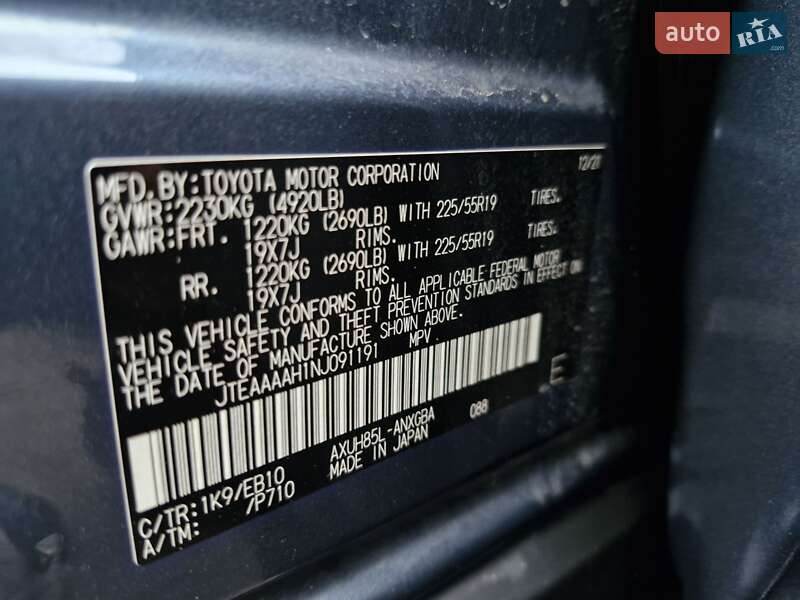 auto RIA.com
MFD. BY: TOYOTA MOTOR CORPORATION 12/21
GVWR: 2230KG (4920LB)
GAWR: FRT. 1220KG (2690LB) WITH 225/55R19 TIRES.
19X7J RIMS.
RR. 1220KG (2690LB) WITH 225/55R19 TIRES.
19X7J RIMS.
THIS VEHICLE CONFORMS TO ALL APPLICABLE FEDERAL MOTOR
VEHICLE SAFETY AND THEFT PREVENTION STANDARDS IN EFFECT ON
THE DATE OF MANUFACTURE SHOWN ABOVE.
JTEAAAAH1NJ091191 MPV
E
AXUH85L-ANXGBA 088
MADE IN JAPAN
C/TR: 1K9/EB10
A/TM: /P710